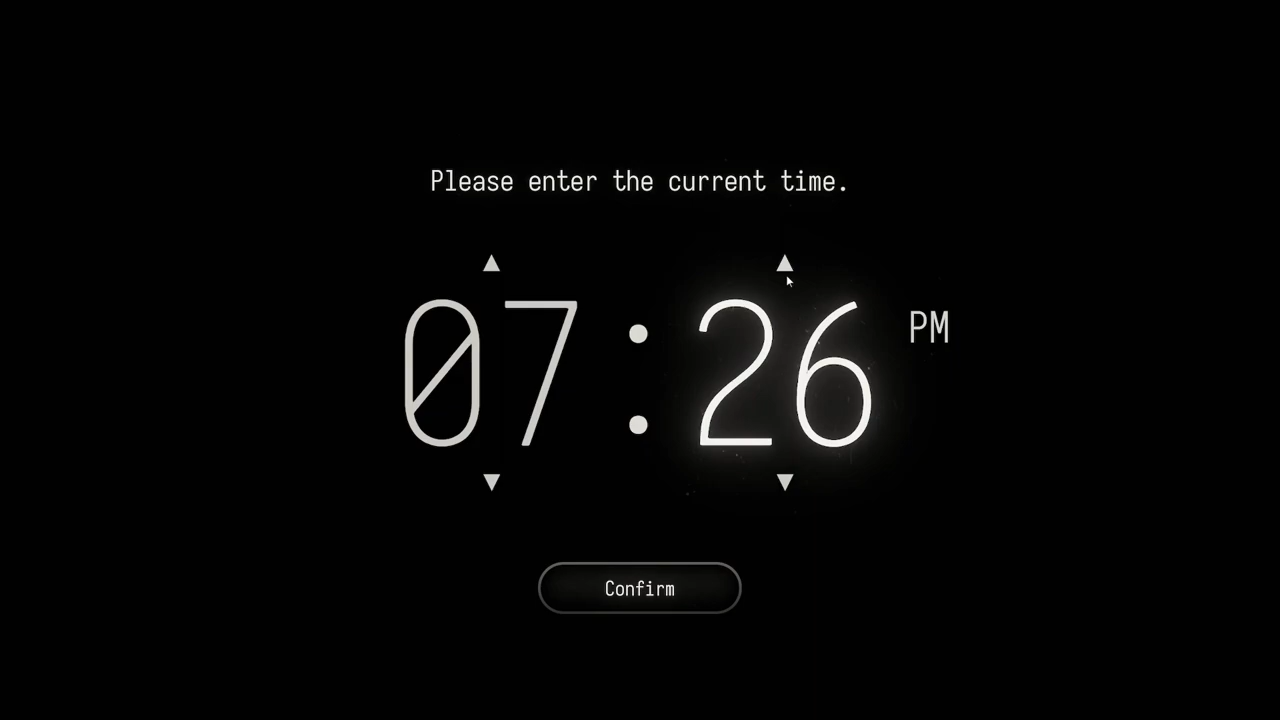 Please enter the current time.
▲ ▲
07:26 PM
▼ ▼
Confirm